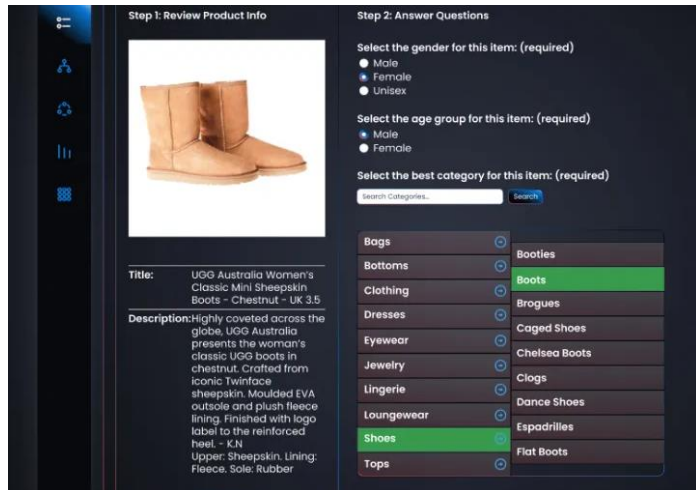 Step 1: Review Product Info
Title:
UGG Australia Women's
Classic Mini Sheepskin
Boots - Chestnut - UK 3.5
Description:
Highly coveted across the
globe, UGG Australia
presents the woman's
classic UGG boots in
chestnut. Crafted from
iconic Twinface
sheepskin. Moulded EVA
outsole and plush fleece
lining. Finished with logo
label to the reinforced
heel. - K.N
Upper: Sheepskin. Lining:
Fleece. Sole: Rubber
Step 2: Answer Questions
Select the gender for this item: (required)
Male
Female
Unisex
Select the age group for this item: (required)
Male
Female
Select the best category for this item: (required)
Search Categories...
Search
Bags
Bottoms
Clothing
Dresses
Eyewear
Jewelry
Lingerie
Loungewear
Shoes
Tops
Booties
Boots
Brogues
Caged Shoes
Chelsea Boots
Clogs
Dance Shoes
Espadrilles
Flat Boots